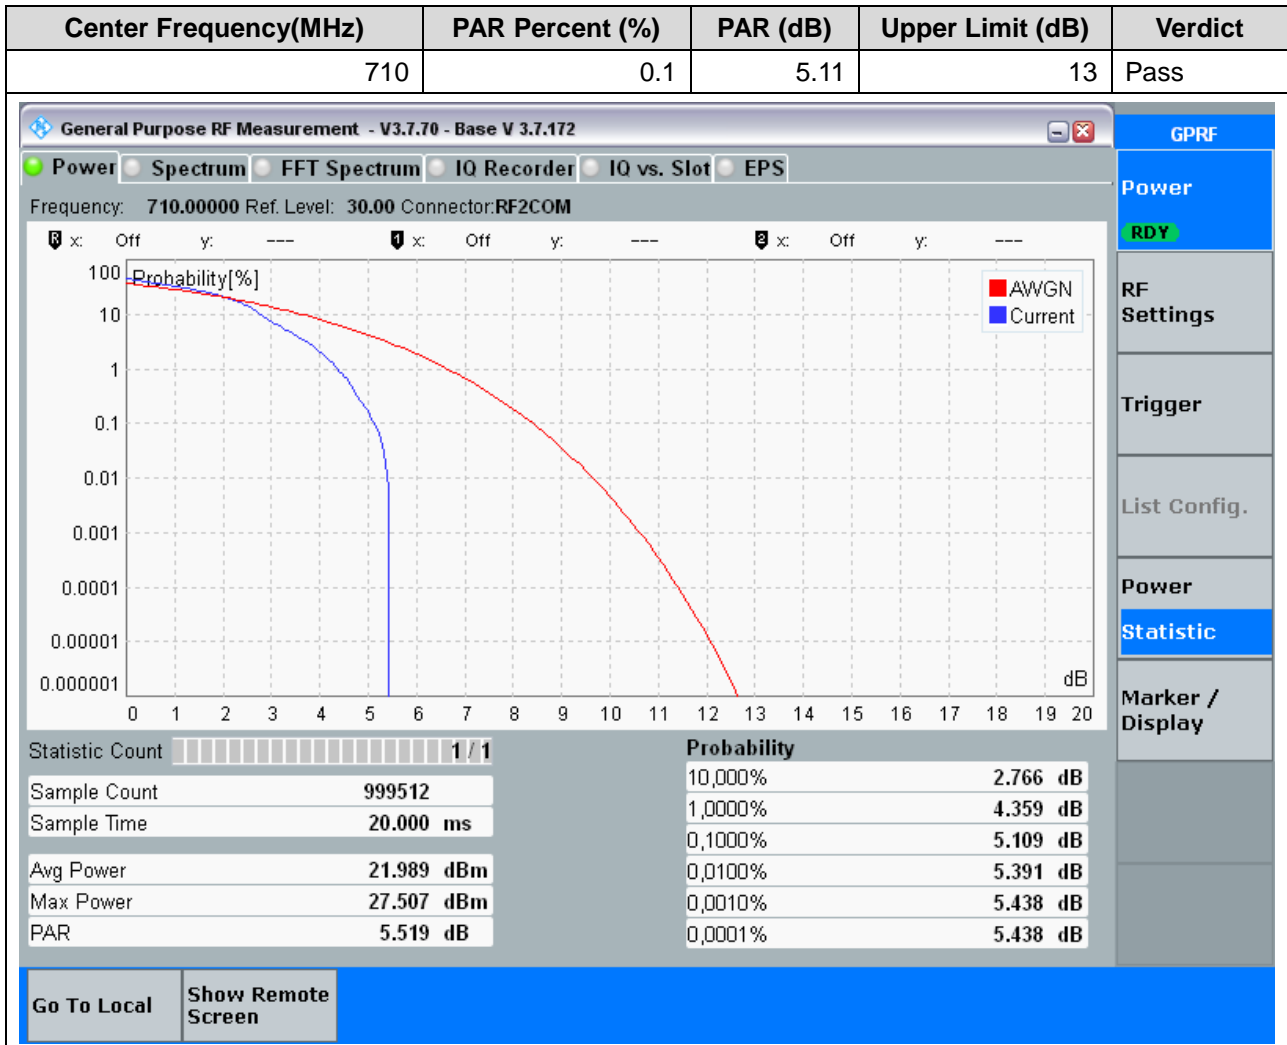 Center Frequency(MHz) PAR Percent (%) PAR (dB) Upper Limit (dB) Verdict
710 0.1 5.11 13 Pass
General Purpose RF Measurement - V3.7.70 - Base V 3.7.172
GPRF
Power Spectrum FFT Spectrum IQ Recorder IQ vs. Slot EPS
Frequency: 710.00000 Ref. Level: 30.00 Connector:RF2COM
R x: Off y: --- 1 x: Off y: --- 2 x: Off y: ---
Probability[%]
AWGN
Current
100
10
1
0.1
0.01
0.001
0.0001
0.00001
0.000001
dB
0 1 2 3 4 5 6 7 8 9 10 11 12 13 14 15 16 17 18 19 20
Statistic Count 1 / 1
Sample Count 999512
Sample Time 20.000 ms
Avg Power 21.989 dBm
Max Power 27.507 dBm
PAR 5.519 dB
Probability
10,000% 2.766 dB
1,0000% 4.359 dB
0,1000% 5.109 dB
0,0100% 5.391 dB
0,0010% 5.438 dB
0,0001% 5.438 dB
Power
RDY
RF
Settings
Trigger
List Config.
Power
Statistic
Marker /
Display
Go To Local
Show Remote
Screen